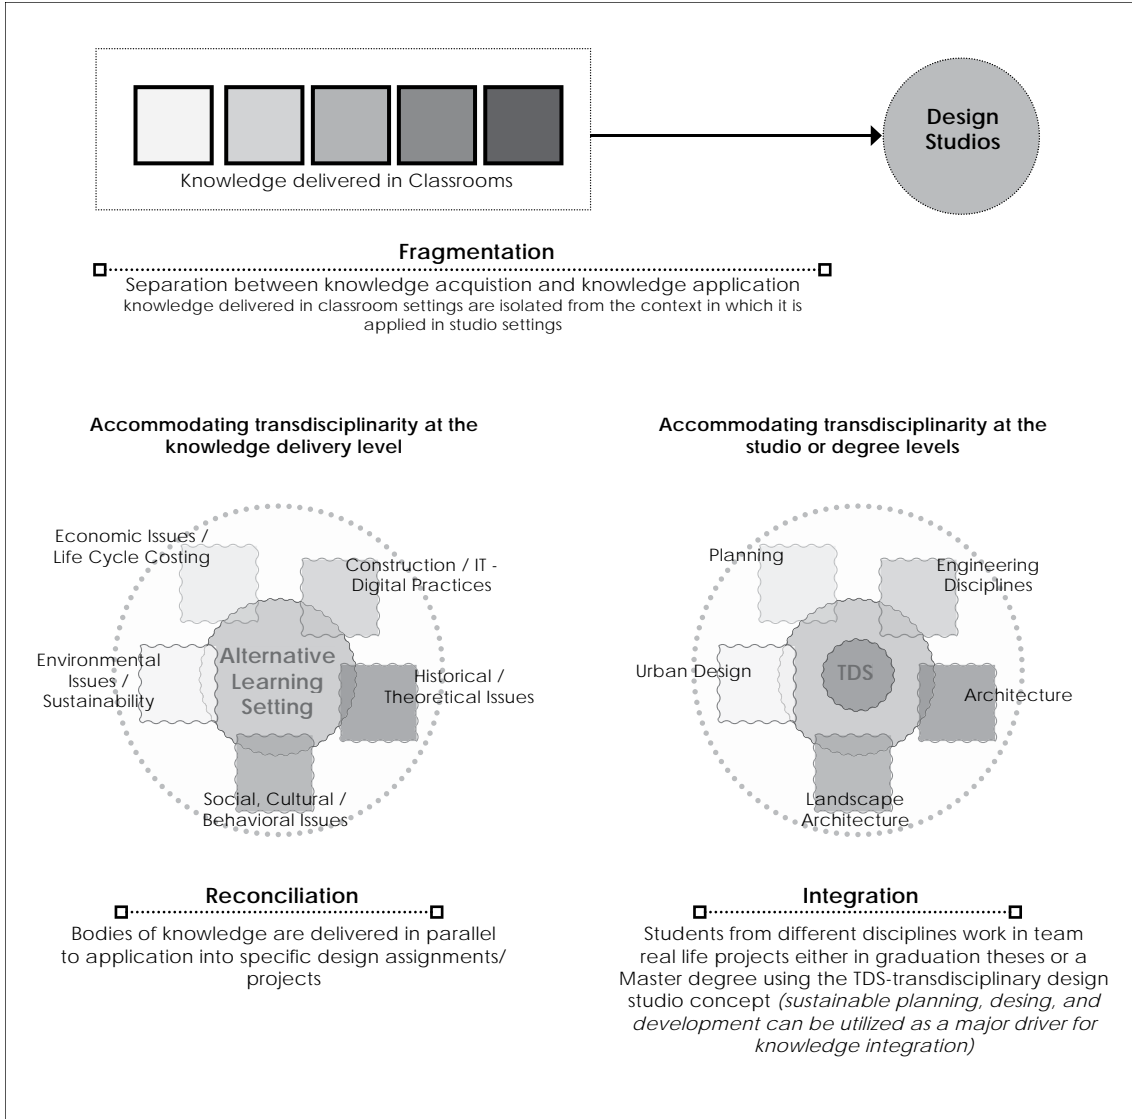 Design
Studios
Knowledge delivered in Classrooms
Fragmentation
Separation between knowledge acquistion and knowledge application
knowledge delivered in classroom settings are isolated from the context in which it is
applied in studio settings
Accommodating transdisciplinarity at the
knowledge delivery level
Economic Issues /
Life Cycle Costing
Construction / IT -
Digital Practices
Environmental
Issues /
Sustainability
Alternative
Learning
Setting
Historical /
Theoretical Issues
Social, Cultural /
Behavioral Issues
Reconciliation
Bodies of knowledge are delivered in parallel
to application into specific design assignments/
projects
Accommodating transdisciplinarity at the
studio or degree levels
Planning
Engineering
Disciplines
Urban Design
TDS
Architecture
Landscape
Architecture
Integration
Students from different disciplines work in team
real life projects either in graduation theses or a
Master degree using the TDS-transdisciplinary design
studio concept (sustainable planning, desing, and
development can be utilized as a major driver for
knowledge integration)